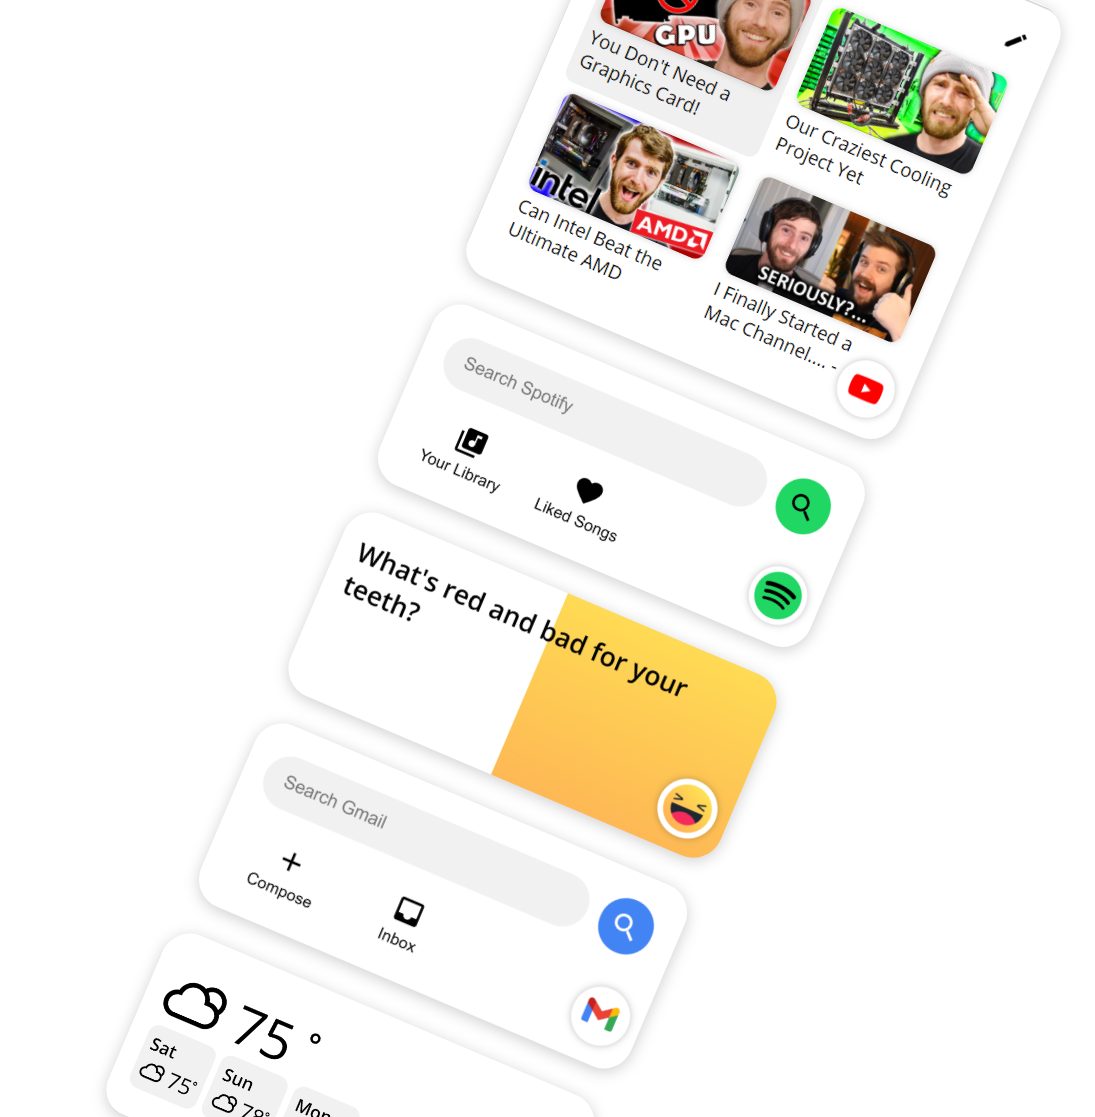 GPU
You Don't Need a
Graphics Card!
Our Craziest Cooling
Project Yet
intel
AMD
Can Intel Beat the
Ultimate AMD
SERIOUSLY?...
I Finally Started a
Mac Channel.... -
Search Spotify
Your Library
Liked Songs
What's red and bad for your
teeth?
Search Gmail
Compose
Inbox
75 °
Sat
75°
Sun
78°
Mon